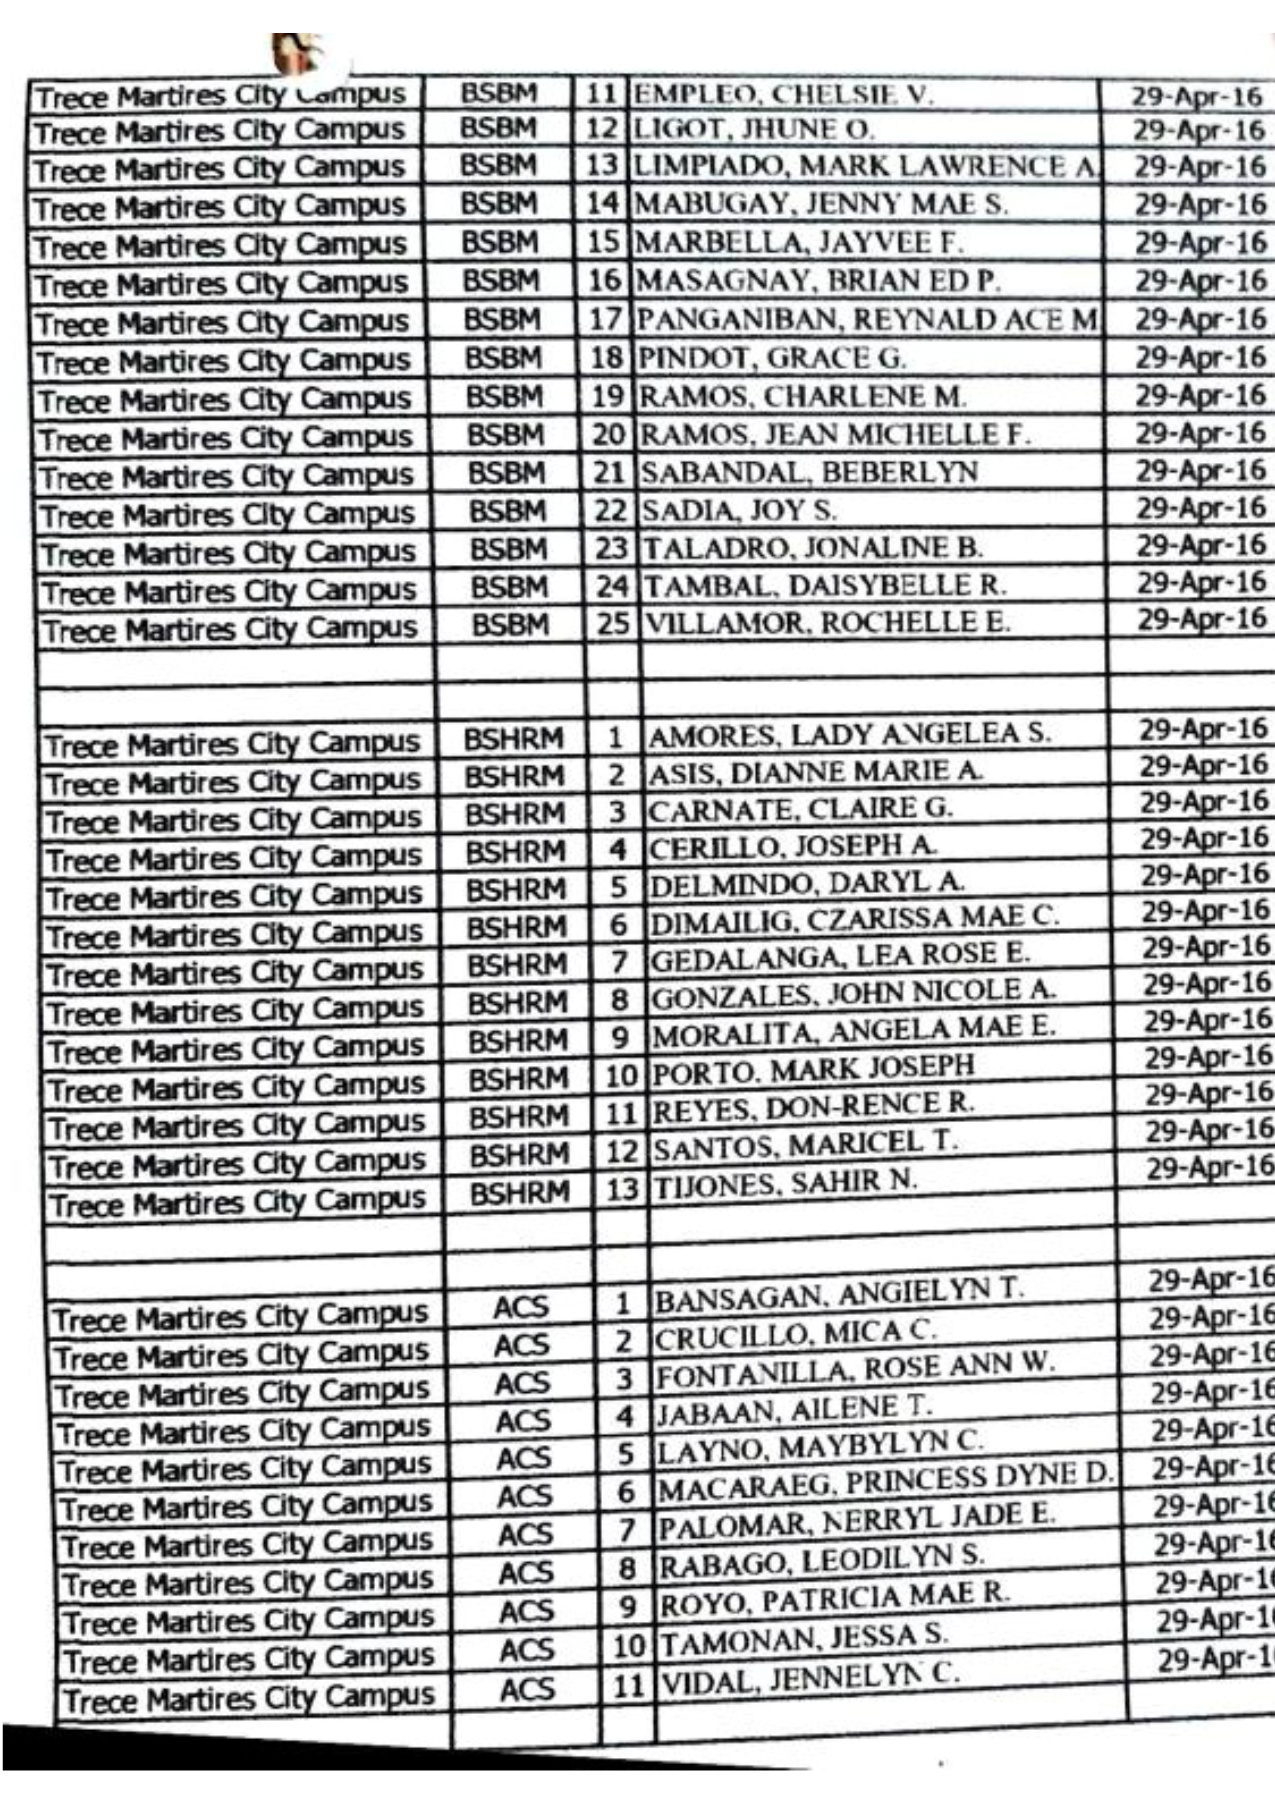 Trece Martires City Campus BSBM 11 EMPLEO, CHELSIE V. 29-Apr-16
Trece Martires City Campus BSBM 12 LIGOT, JHUNE O. 29-Apr-16
Trece Martires City Campus BSBM 13 LIMPIADO, MARK LAWRENCE A 29-Apr-16
Trece Martires City Campus BSBM 14 MABUGAY, JENNY MAE S. 29-Apr-16
Trece Martires City Campus BSBM 15 MARBELLA, JAYVEE F. 29-Apr-16
Trece Martires City Campus BSBM 16 MASAGNAY, BRIAN ED P. 29-Apr-16
Trece Martires City Campus BSBM 17 PANGANIBAN, REYNALD ACE M 29-Apr-16
Trece Martires City Campus BSBM 18 PINDOT, GRACE G. 29-Apr-16
Trece Martires City Campus BSBM 19 RAMOS, CHARLENE M. 29-Apr-16
Trece Martires City Campus BSBM 20 RAMOS, JEAN MICHELLE F. 29-Apr-16
Trece Martires City Campus BSBM 21 SABANDAL, BEBERLYN 29-Apr-16
Trece Martires City Campus BSBM 22 SADIA, JOY S. 29-Apr-16
Trece Martires City Campus BSBM 23 TALADRO, JONALINE B. 29-Apr-16
Trece Martires City Campus BSBM 24 TAMBAL, DAISYBELLE R. 29-Apr-16
Trece Martires City Campus BSBM 25 VILLAMOR, ROCHELLE E. 29-Apr-16
Trece Martires City Campus BSHRM 1 AMORES, LADY ANGELEA S. 29-Apr-16
Trece Martires City Campus BSHRM 2 ASIS, DIANNE MARIE A. 29-Apr-16
Trece Martires City Campus BSHRM 3 CARNATE, CLAIRE G. 29-Apr-16
Trece Martires City Campus BSHRM 4 CERILLO, JOSEPH A. 29-Apr-16
Trece Martires City Campus BSHRM 5 DELMINDO, DARYL A. 29-Apr-16
Trece Martires City Campus BSHRM 6 DIMAILIG, CZARISSA MAE C. 29-Apr-16
Trece Martires City Campus BSHRM 7 GEDALANGA, LEA ROSE E. 29-Apr-16
Trece Martires City Campus BSHRM 8 GONZALES, JOHN NICOLE A. 29-Apr-16
Trece Martires City Campus BSHRM 9 MORALITA, ANGELA MAE E. 29-Apr-16
Trece Martires City Campus BSHRM 10 PORTO, MARK JOSEPH 29-Apr-16
Trece Martires City Campus BSHRM 11 REYES, DON-RENCE R. 29-Apr-16
Trece Martires City Campus BSHRM 12 SANTOS, MARICEL T. 29-Apr-16
Trece Martires City Campus BSHRM 13 TIJONES, SAHIR N. 29-Apr-16
Trece Martires City Campus ACS 1 BANSAGAN, ANGIELYN T. 29-Apr-16
Trece Martires City Campus ACS 2 CRUCILLO, MICA C. 29-Apr-16
Trece Martires City Campus ACS 3 FONTANILLA, ROSE ANN W. 29-Apr-16
Trece Martires City Campus ACS 4 JABAAN, AILENE T. 29-Apr-16
Trece Martires City Campus ACS 5 LAYNO, MAYBYLYN C. 29-Apr-16
Trece Martires City Campus ACS 6 MACARAEG, PRINCESS DYNE D. 29-Apr-16
Trece Martires City Campus ACS 7 PALOMAR, NERRYL JADE E. 29-Apr-16
Trece Martires City Campus ACS 8 RABAGO, LEODILYN S. 29-Apr-16
Trece Martires City Campus ACS 9 ROYO, PATRICIA MAE R. 29-Apr-16
Trece Martires City Campus ACS 10 TAMONAN, JESSA S. 29-Apr-16
Trece Martires City Campus ACS 11 VIDAL, JENNELYN C. 29-Apr-16